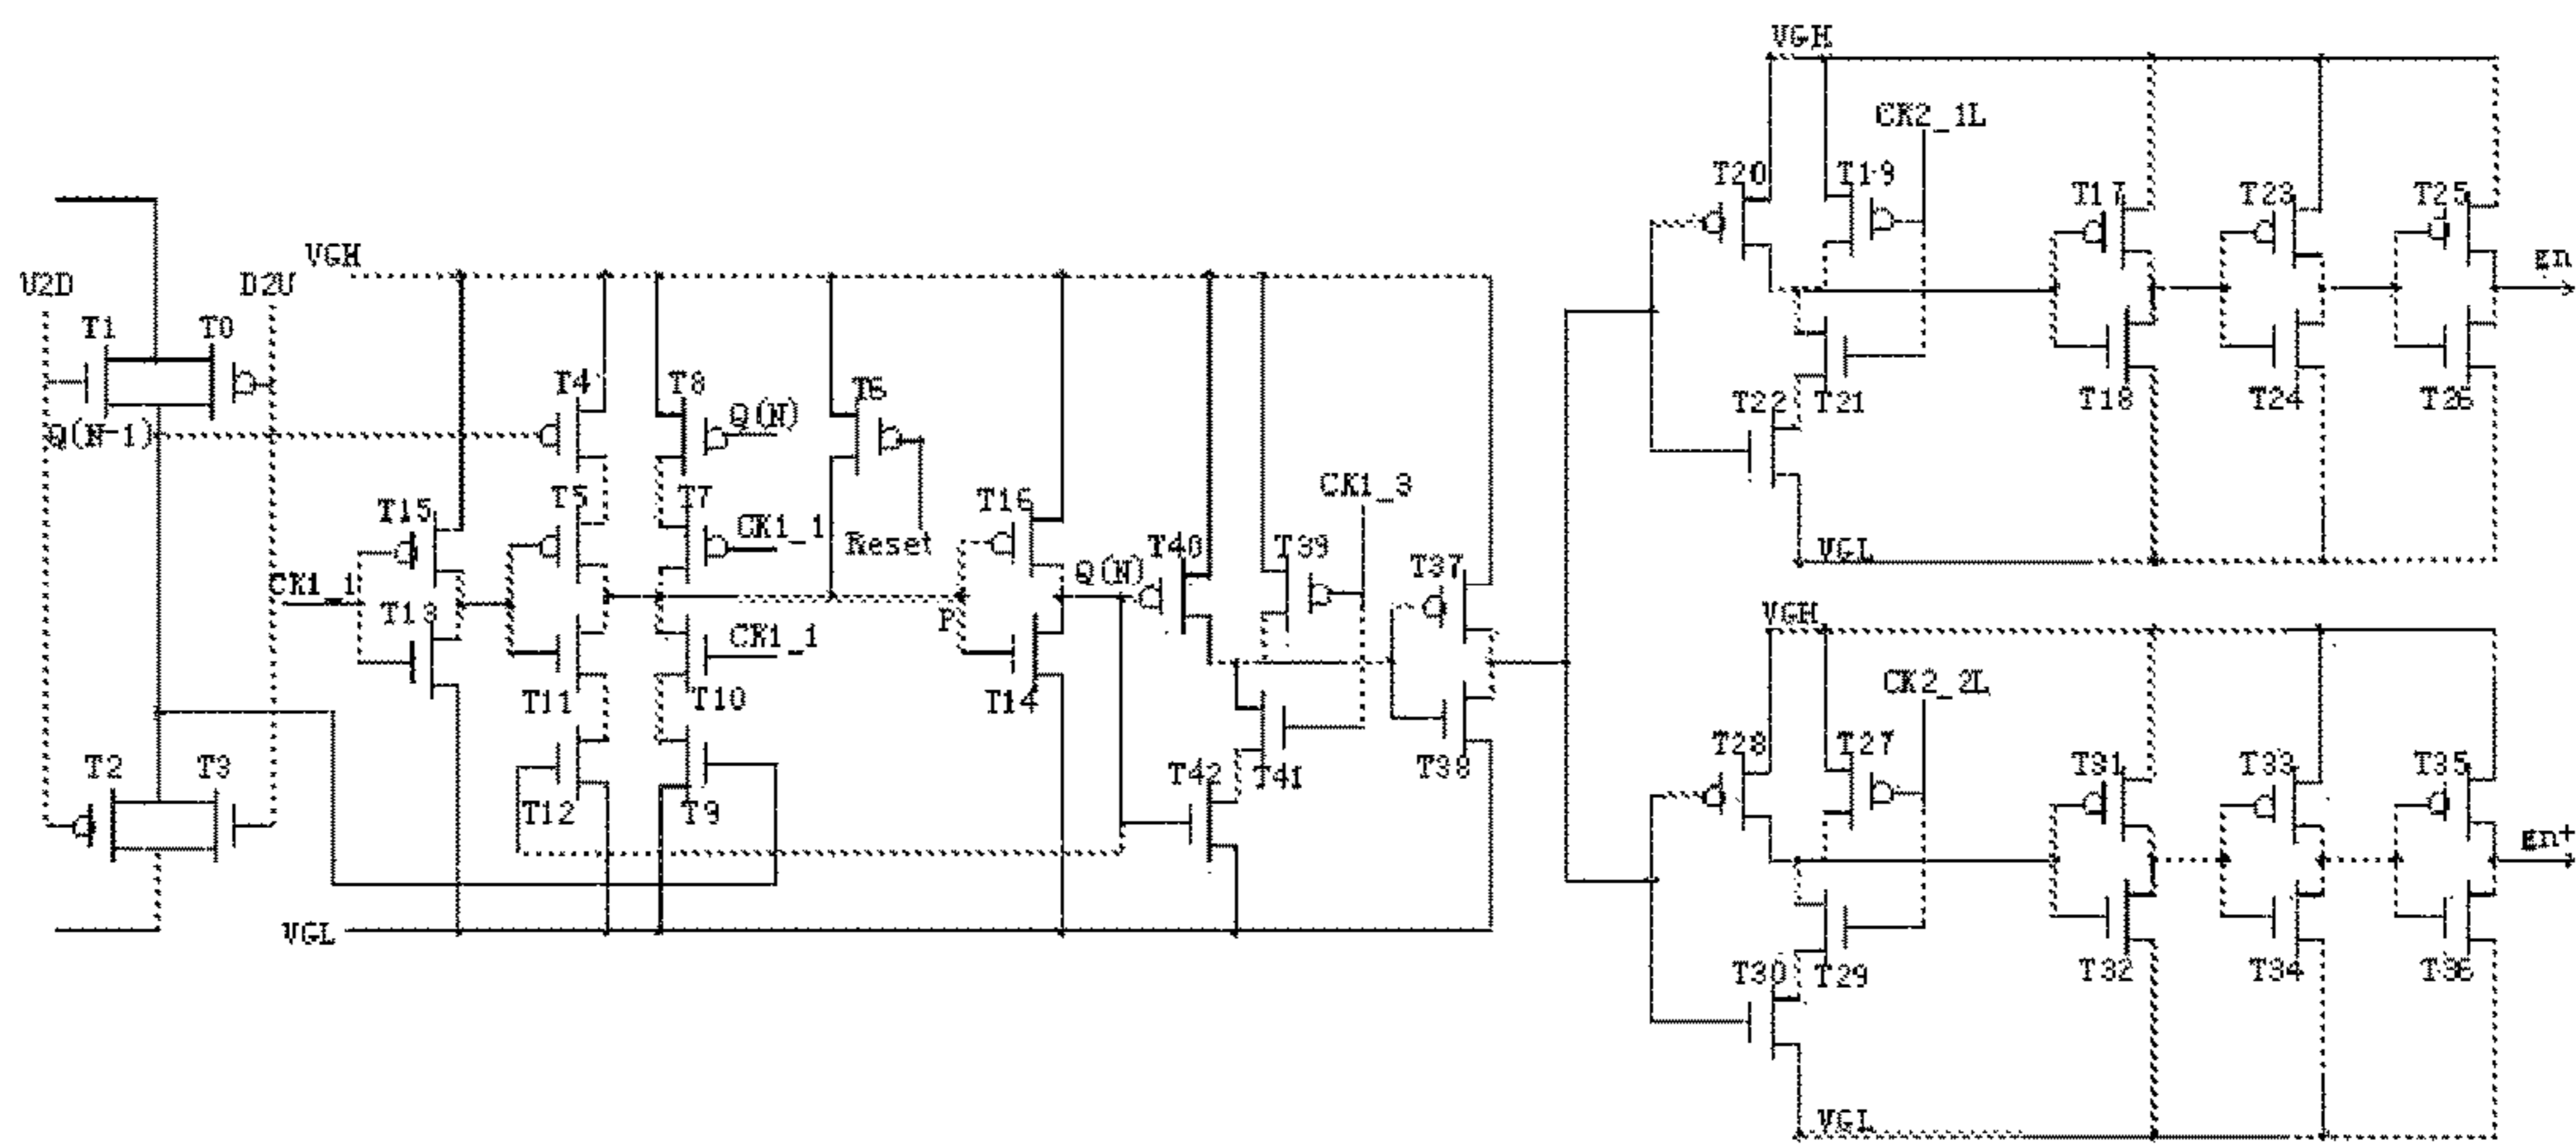 VGH
CK2_1L
T20
T19
T17
T23
T25
VGH
gn
U2D
D2U
T1
T0
T4
T8
T6
Q(N)
T22
T21
T18
T24
T26
Q(N-1)
T5
T7
T16
CK1_3
T15
CK1_1
Reset
T40
T39
VGL
T37
CK1_1
Q(N)
T13
P
VGH
CK1_1
T11
T10
T14
CK2_2L
T38
T28
T27
T31
T33
T35
T2
T3
T42
T41
T12
T9
gn+
VGL
T30
T29
T32
T34
T36
VGL